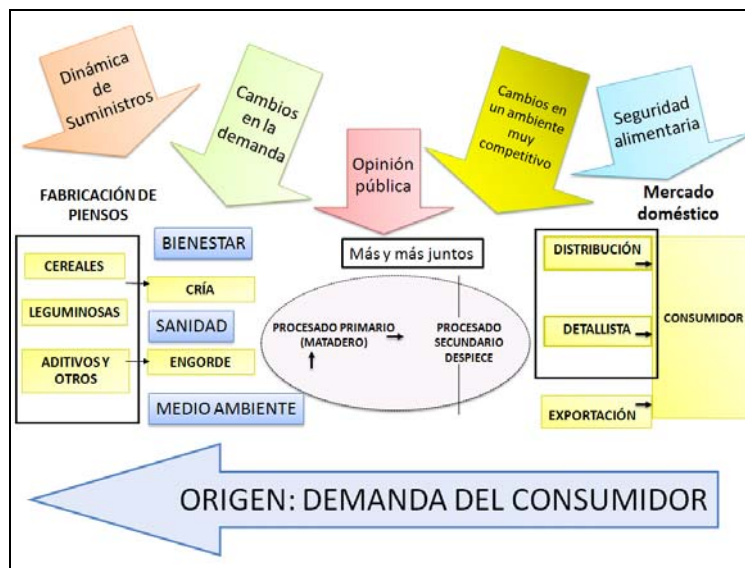 Dinámica
de
Suministros
Cambios
en la
demanda
Opinión
pública
Cambios en
un ambiente
muy
competitivo
Seguridad
alimentaria
FABRICACIÓN DE
PIENSOS
Mercado
doméstico
CEREALES
LEGUMINOSAS
ADITIVOS Y
OTROS
BIENESTAR
CRÍA
SANIDAD
ENGORDE
MEDIO AMBIENTE
Más y más juntos
PROCESADO PRIMARIO
(MATADERO)
PROCESADO
SECUNDARIO
DESPIECE
DISTRIBUCIÓN
DETALLISTA
EXPORTACIÓN
CONSUMIDOR
ORIGEN: DEMANDA DEL CONSUMIDOR